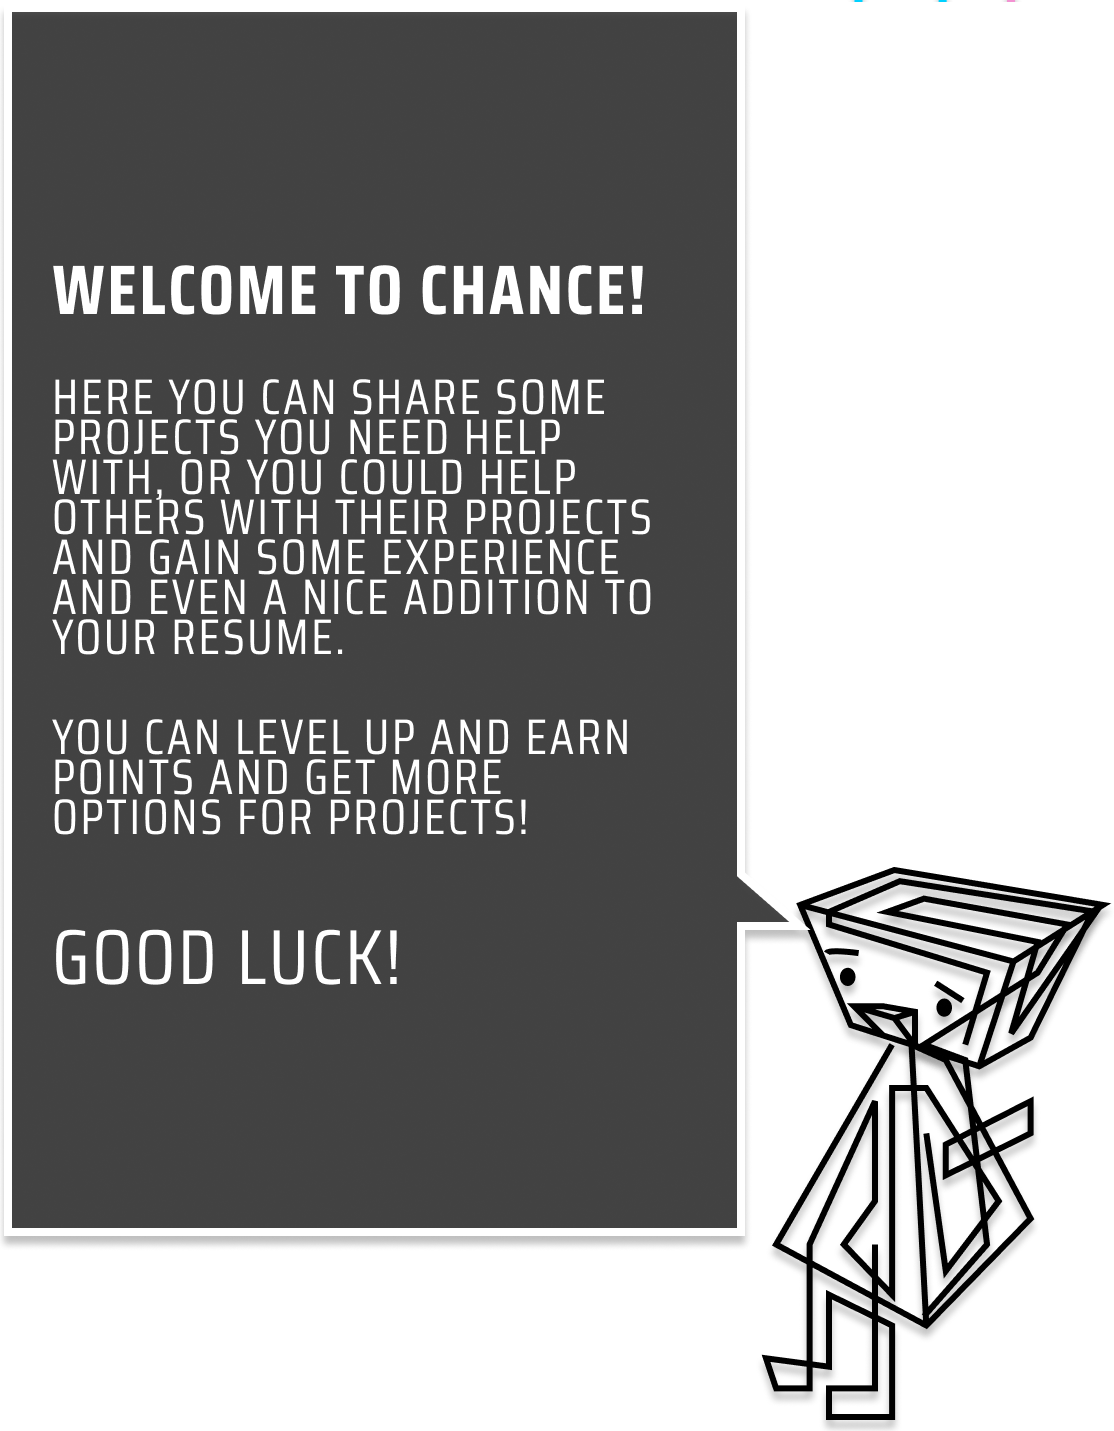 WELCOME TO CHANCE!
HERE YOU CAN SHARE SOME
PROJECTS YOU NEED HELP
WITH, OR YOU COULD HELP
OTHERS WITH THEIR PROJECTS
AND GAIN SOME EXPERIENCE
AND EVEN A NICE ADDITION TO
YOUR RESUME.
YOU CAN LEVEL UP AND EARN
POINTS AND GET MORE
OPTIONS FOR PROJECTS!
GOOD LUCK!